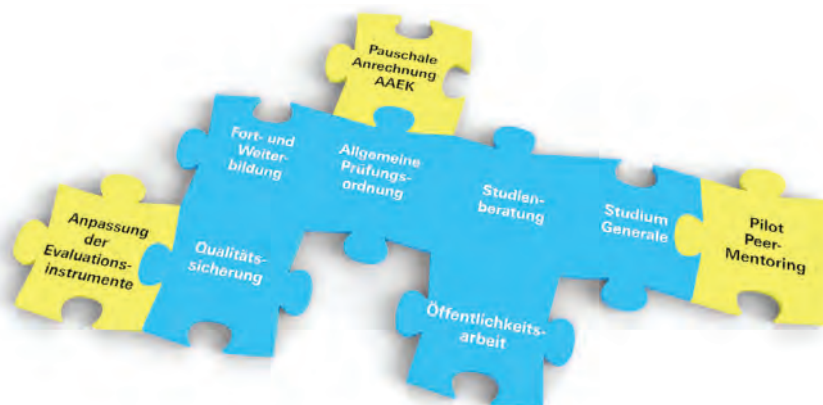 Pauschale
Anrechnung
AAEK
Fort- und
Weiter-
bildung
Allgemeine
Prüfungs-
ordnung
Studien-
beratung
Studium
Generale
Pilot
Peer-
Mentoring
Anpassung
der
Evaluations-
instrumente
Qualitäts-
sicherung
Öffentlichkeits-
arbeit